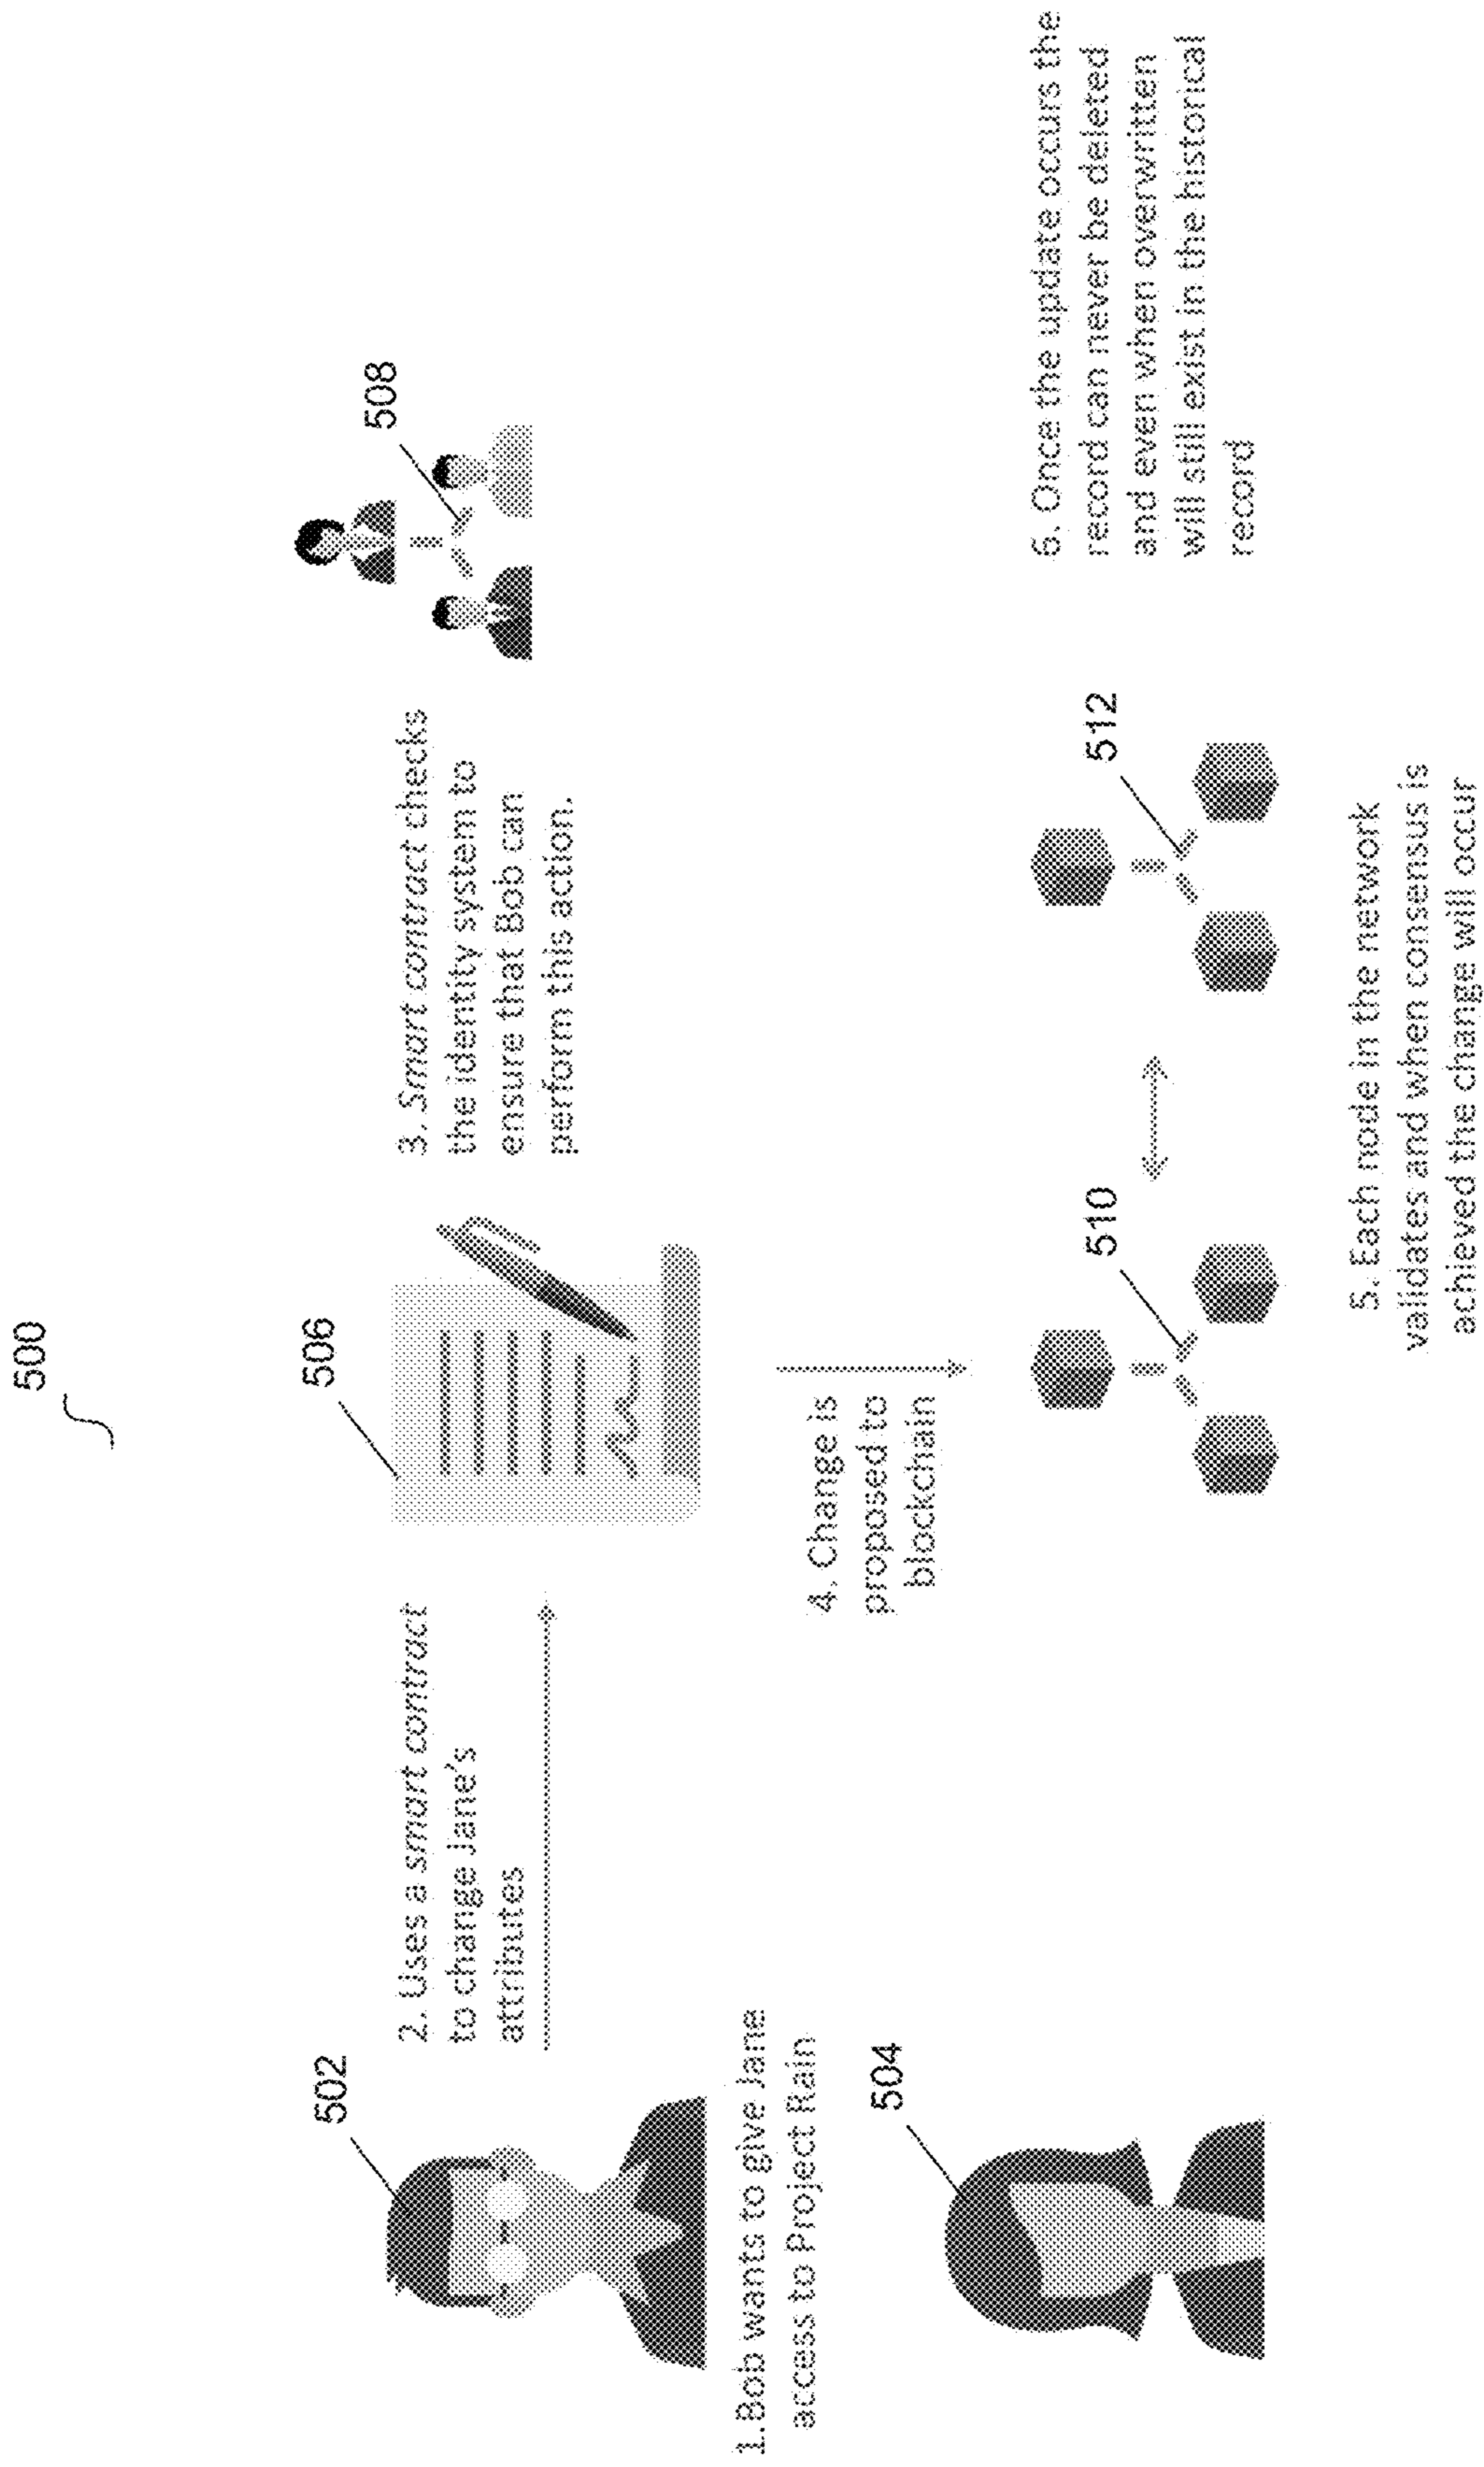 500
502
1.Bob wants to give Jane
access to Project Rain
504
2. Uses a smart contract
to change Jane's
attributes
506
3. Smart contract checks
the identity system to
ensure that Bob can
perform this action.
508
4. Change is
proposed to
blockchain
510
512
5. Each node in the network
validates and when consensus is
achieved the change will occur
6. Once the update occurs the
record can never be deleted
and even when overwritten
will still exist in the historical
record